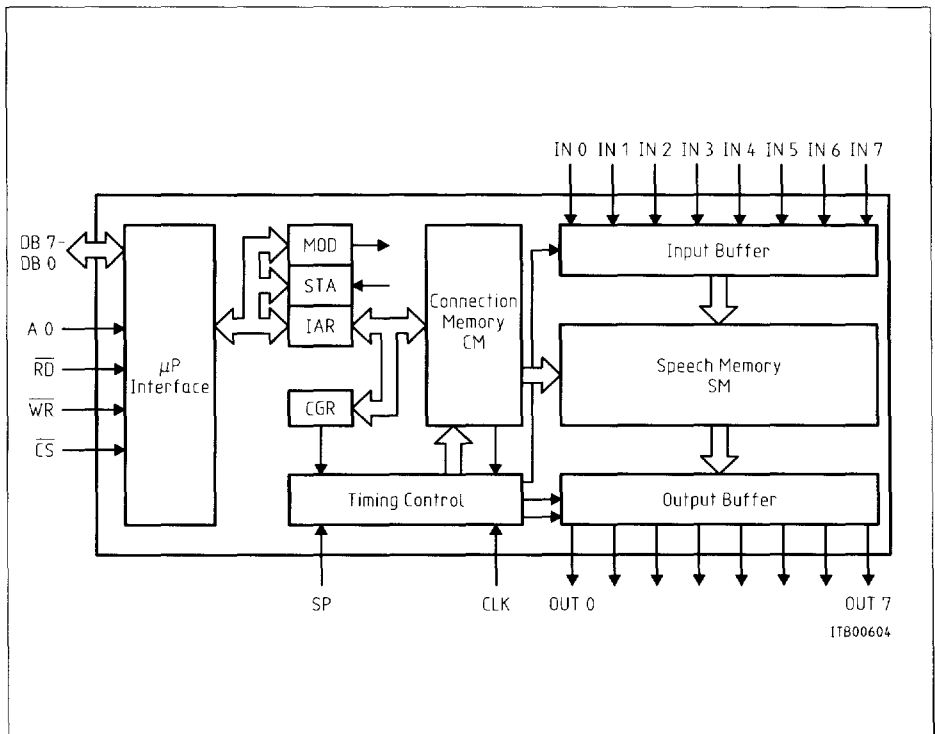 IN 0 IN 1 IN 2 IN 3 IN 4 IN 5 IN 6 IN 7
DB 7-
DB 0
A 0
RD
WR
CS
µP
Interface
MOD
STA
IAR
CGR
Connection
Memory
CM
Timing Control
Input Buffer
Speech Memory
SM
Output Buffer
SP
CLK
OUT 0
OUT 7
ITB00604